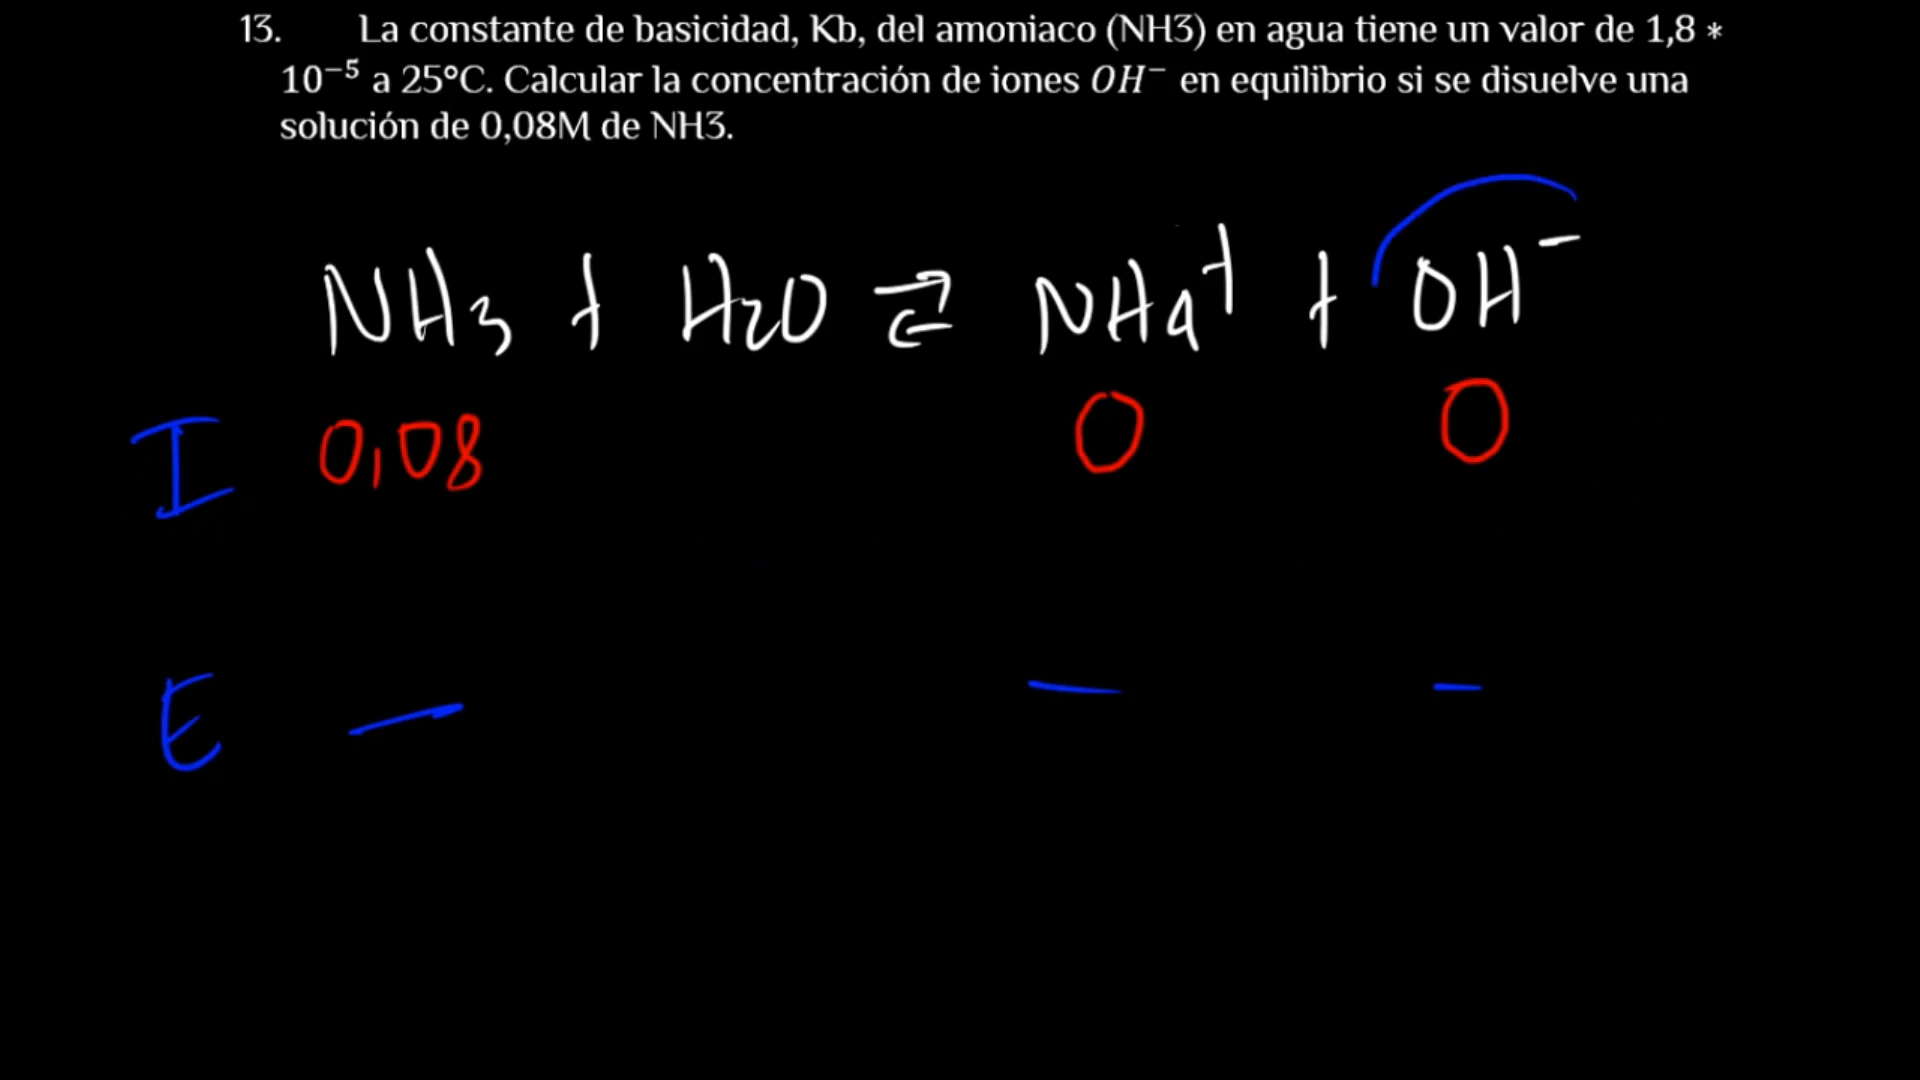 13. La constante de basicidad, Kb, del amoniaco (NH3) en agua tiene un valor de 1,8 *
10⁻⁵ a 25°C. Calcular la concentración de iones OH⁻ en equilibrio si se disuelve una
solución de 0,08M de NH3.
NH₃ + H₂O ⇄ NH₄⁺ + OH⁻
I 0,08 0 0
E — — —